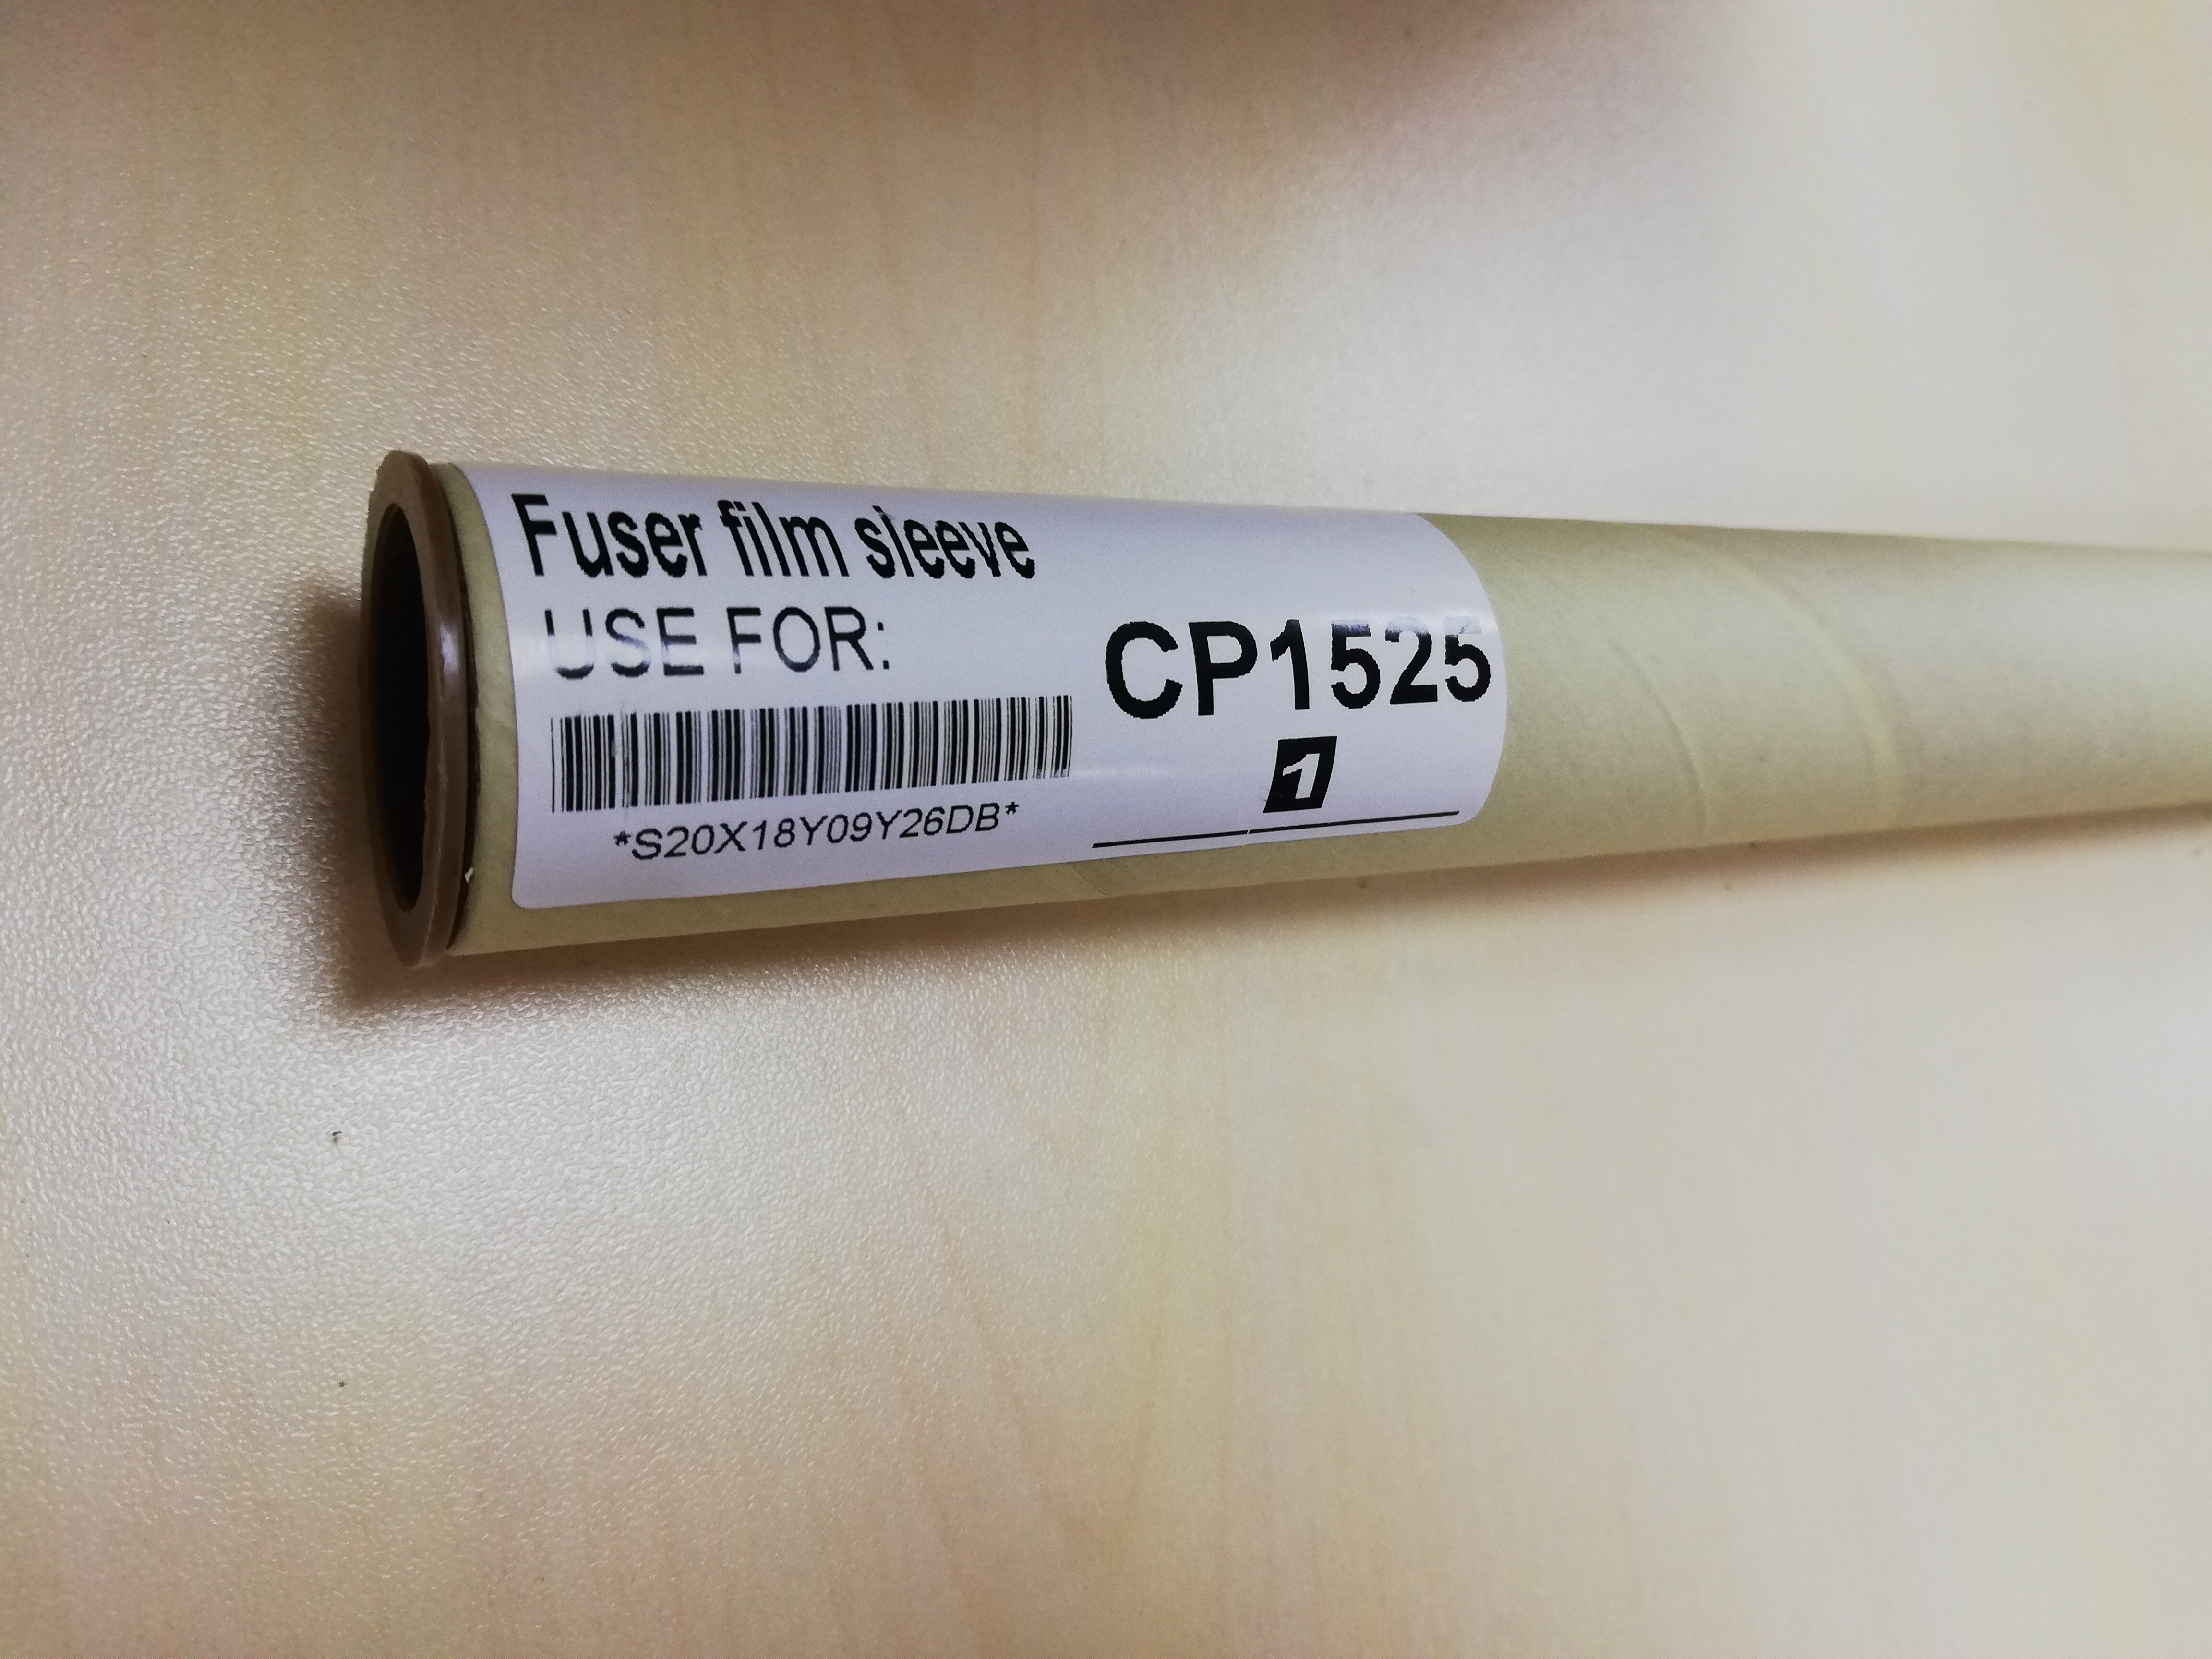 Fuser film sleeve
USE FOR:
CP1525
1
*S20X18Y09Y26DB*